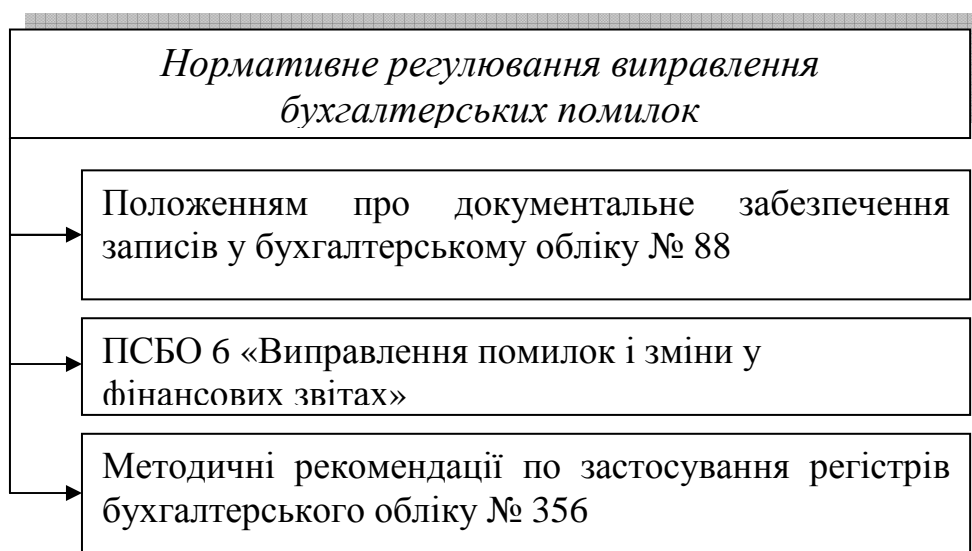 Нормативне регулювання виправлення
бухгалтерських помилок
Положенням про документальне забезпечення
записів у бухгалтерському обліку № 88
ПСБО 6 «Виправлення помилок і зміни у
фінансових звітах»
Методичні рекомендації по застосування регістрів
бухгалтерського обліку № 356